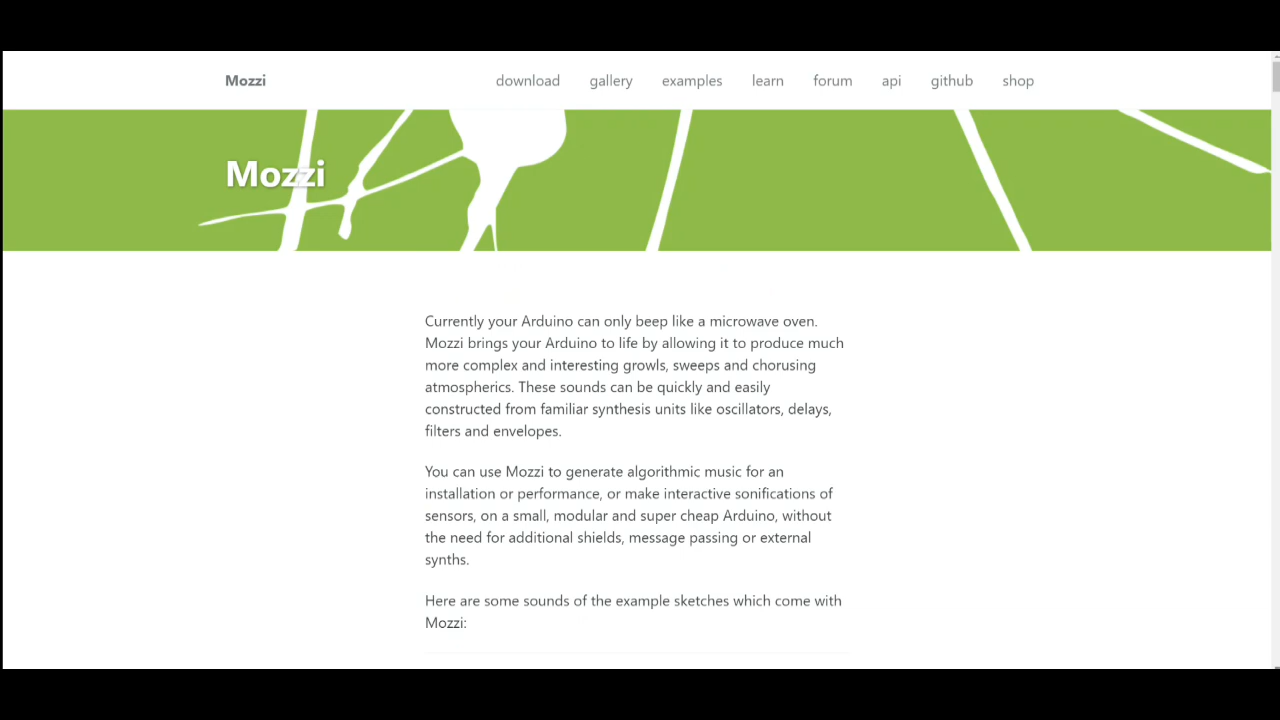 Mozzi
download gallery examples learn forum api github shop
Mozzi
Currently your Arduino can only beep like a microwave oven.
Mozzi brings your Arduino to life by allowing it to produce much
more complex and interesting growls, sweeps and chorusing
atmospherics. These sounds can be quickly and easily
constructed from familiar synthesis units like oscillators, delays,
filters and envelopes.
You can use Mozzi to generate algorithmic music for an
installation or performance, or make interactive sonifications of
sensors, on a small, modular and super cheap Arduino, without
the need for additional shields, message passing or external
synths.
Here are some sounds of the example sketches which come with
Mozzi: